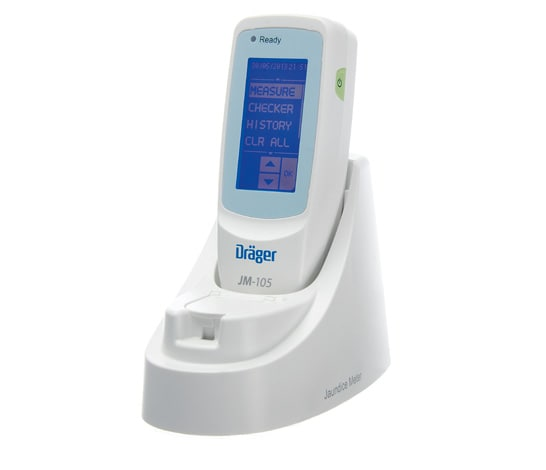 Ready
MEASURE
CHECKER
HISTORY
CLR ALL
OK
Dräger
JM-105
Jaundice Meter